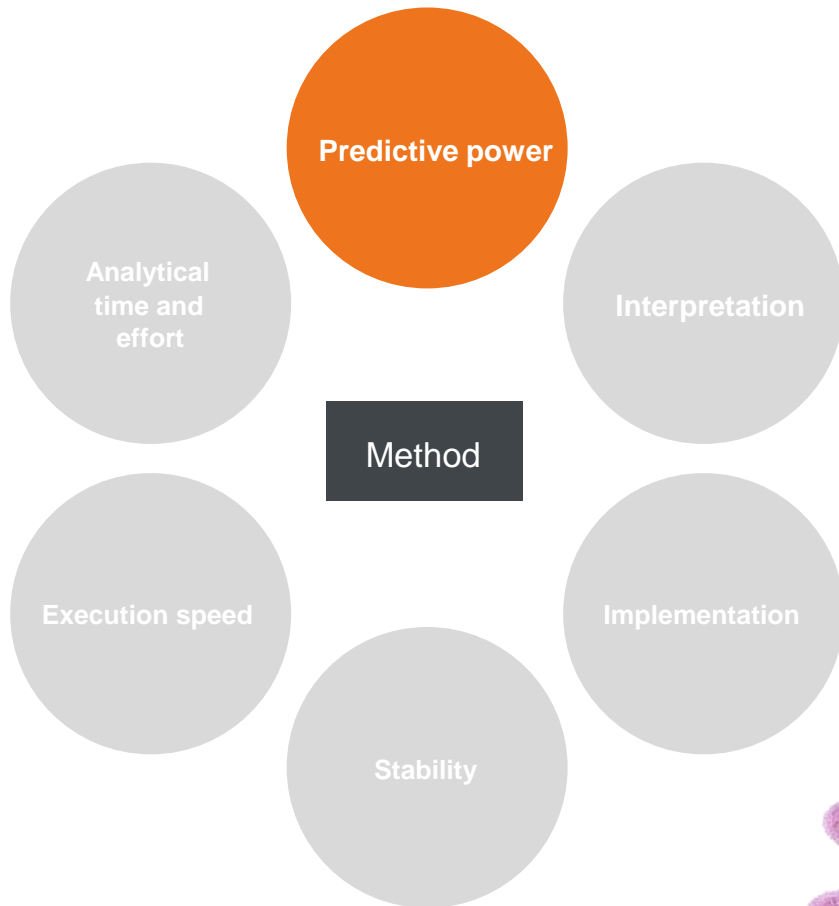 Predictive power
Analytical
time and
effort
Interpretation
Method
Execution speed
Implementation
Stability